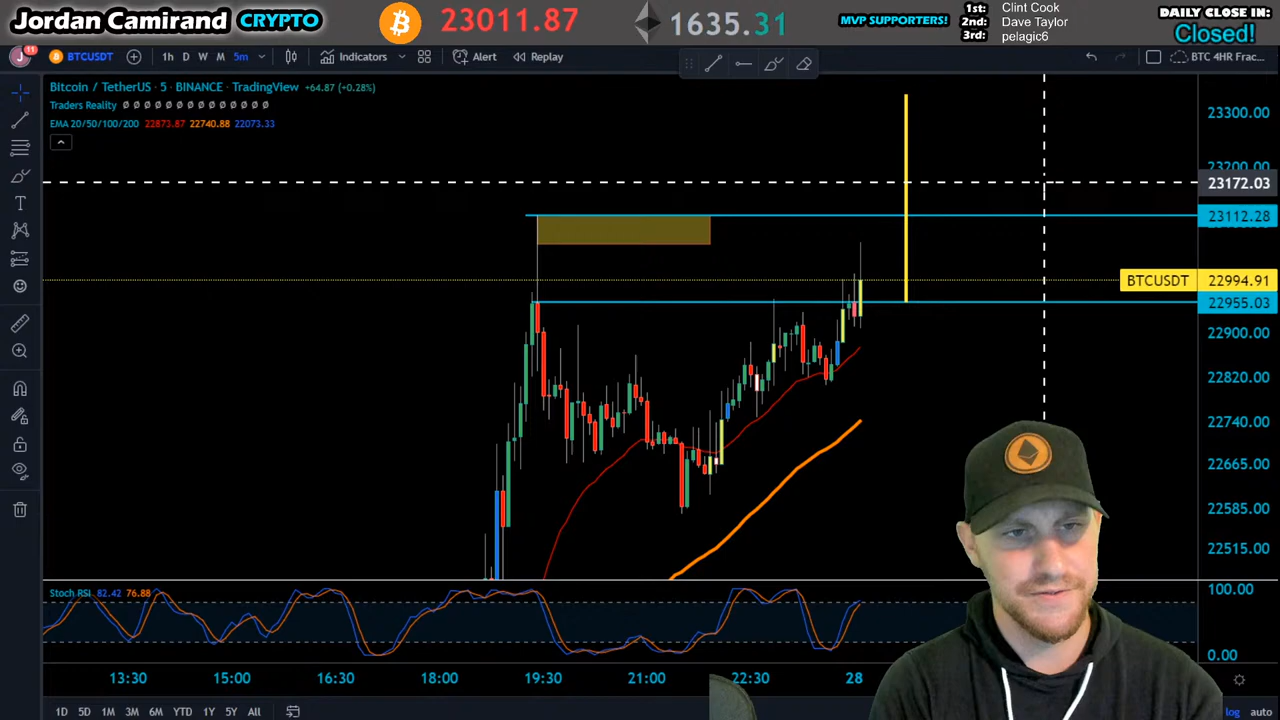 Jordan Camirand CRYPTO
23011.87
1635.31
MVP SUPPORTERS!
1st: Clint Cook
2nd: Dave Taylor
3rd: pelagic6
DAILY CLOSE IN:
Closed!
J 11 BTCUSDT 1h D W M 5m Indicators Alert Replay BTC 4HR Frac...
Bitcoin / TetherUS · 5 · BINANCE · TradingView +64.87 (+0.28%)
Traders Reality Ø Ø Ø Ø Ø Ø Ø Ø Ø Ø Ø Ø Ø Ø
EMA 20/50/100/200 22873.87 22740.88 22073.33
23300.00
23172.03
23112.28
BTCUSDT 22994.91
22955.03
22900.00
22820.00
22740.00
22665.00
22585.00
22515.00
Stoch RSI 82.42 76.88
100.00
0.00
13:30 15:00 16:30 18:00 19:30 21:00 22:30 28
1D 5D 1M 3M 6M YTD 1Y 5Y All
log auto